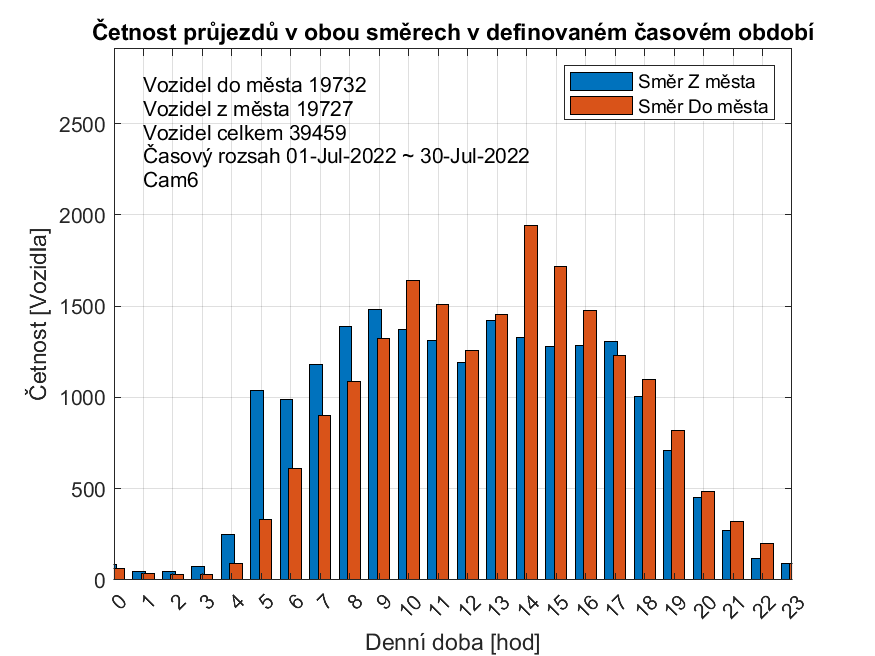 Četnost průjezdů v obou směrech v definovaném časovém období
Vozidel do města 19732
Vozidel z města 19727
Vozidel celkem 39459
Časový rozsah 01-Jul-2022 ~ 30-Jul-2022
Cam6
Směr Z města
Směr Do města
Četnost [Vozidla]
2500
2000
1500
1000
500
0
0 1 2 3 4 5 6 7 8 9 10 11 12 13 14 15 16 17 18 19 20 21 22 23
Denní doba [hod]